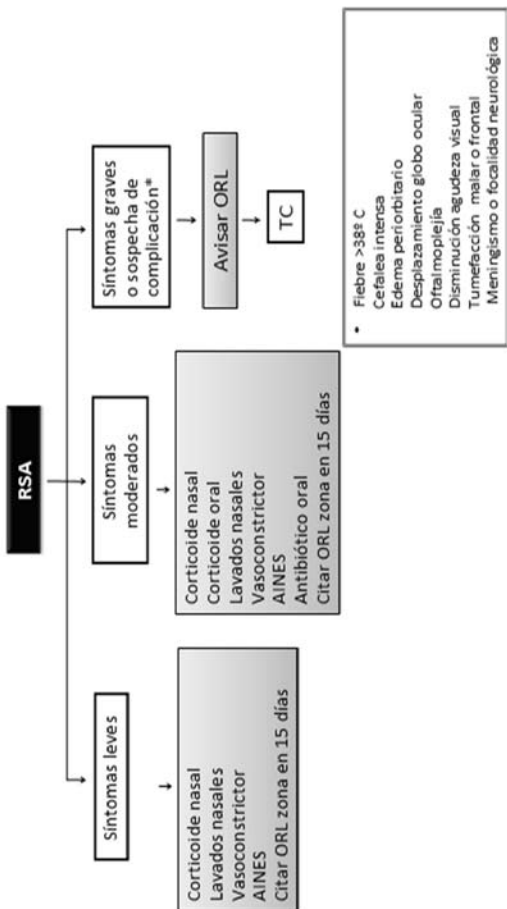 RSA
Síntomas leves
Corticoide nasal
Lavados nasales
Vasoconstrictor
AINES
Citar ORL zona en 15 días
Síntomas
moderados
Corticoide nasal
Corticoide oral
Lavados nasales
Vasoconstrictor
AINES
Antibiótico oral
Citar ORL zona en 15 días
Síntomas graves
o sospecha de
complicación*
Avisar ORL
TC
• Fiebre >38º C
Cefalea intensa
Edema periorbitario
Desplazamiento globo ocular
Oftalmoplejía
Disminución agudeza visual
Tumefacción malar o frontal
Meningismo o focalidad neurológica